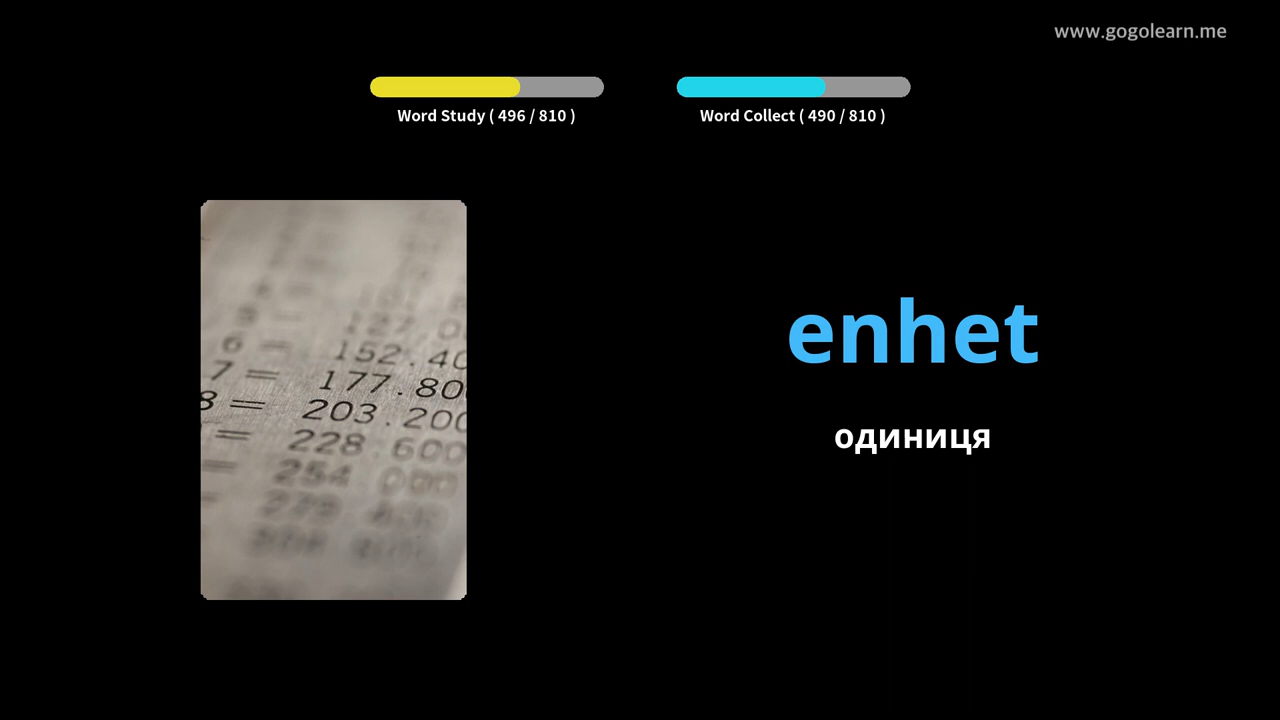 www.gogolearn.me
Word Study ( 496 / 810 )
Word Collect ( 490 / 810 )
6 = 152.40
7 = 177.80
8 = 203.200
= 228.600
= 254 000
enhet
одиниця